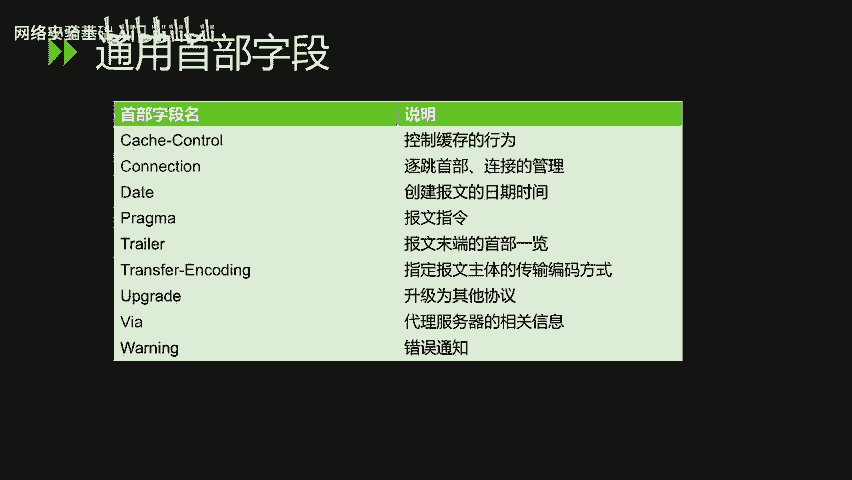 网络安全基础入门
通用首部字段
首部字段名 说明
Cache-Control 控制缓存的行为
Connection 逐跳首部、连接的管理
Date 创建报文的日期时间
Pragma 报文指令
Trailer 报文末端的首部一览
Transfer-Encoding 指定报文主体的传输编码方式
Upgrade 升级为其他协议
Via 代理服务器的相关信息
Warning 错误通知